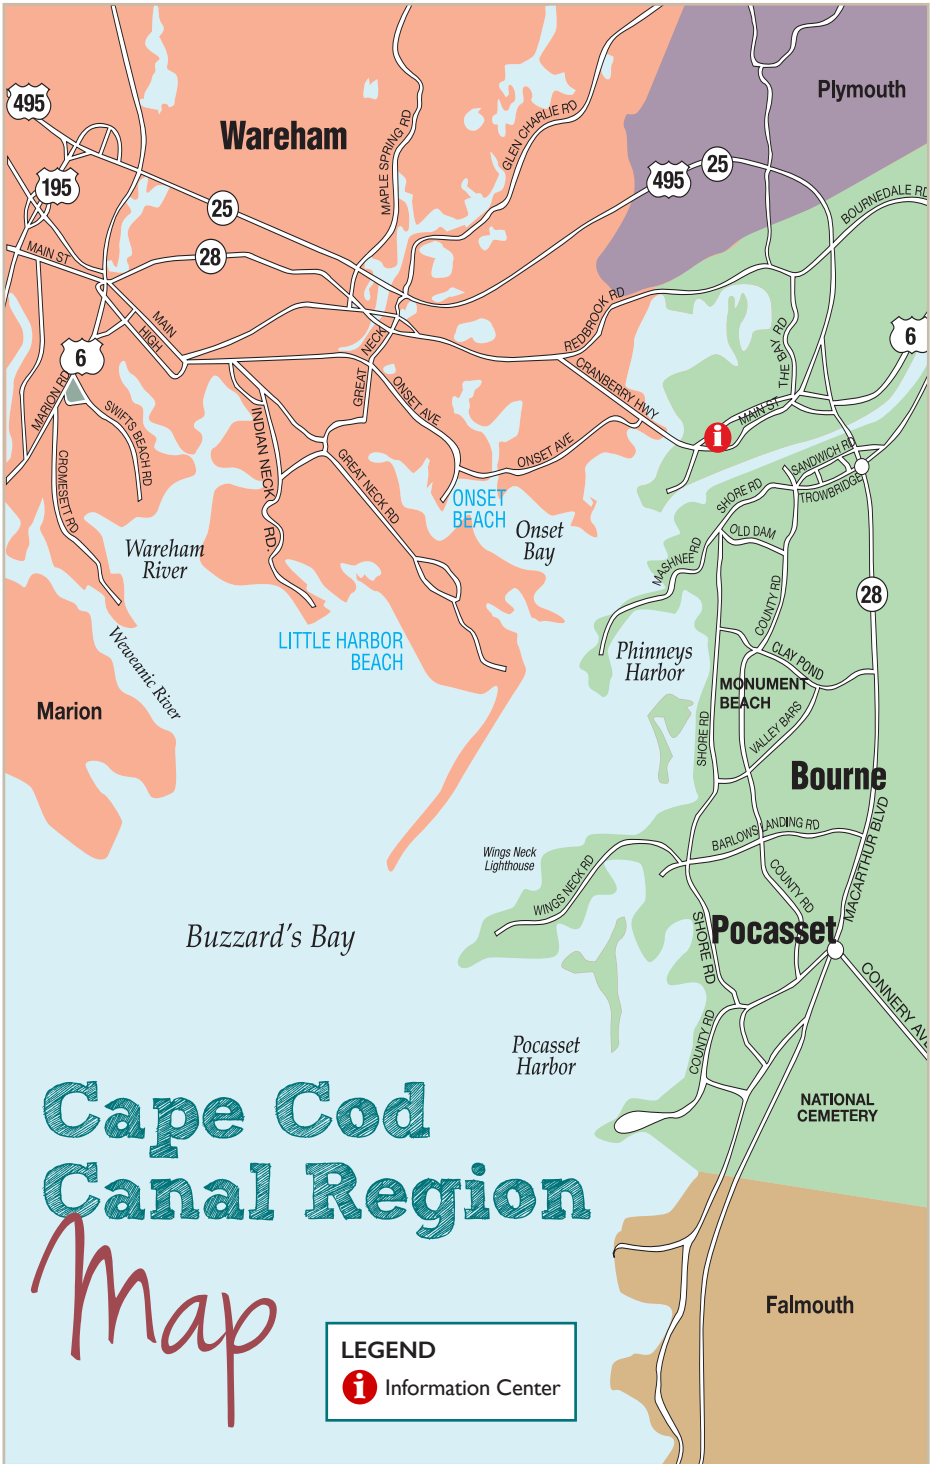 495
Plymouth
Wareham
MAPLE SPRING RD
GLEN CHARLIE RD
25
495
195
25
BOURNEDALE RD
28
MAIN ST
REDBROOK RD
MAIN
HIGH
6
THE BAY RD
6
GREAT NECK
CRANBERRY HWY
MARION RD
SWIFTS BEACH RD
ONSET AVE
MAIN ST
i
INDIAN NECK RD.
ONSET AVE
SANDWICH RD
CROMESETT RD
GREAT NECK RD
ONSET
BEACH
SHORE RD
TROWBRIDGE
Onset
Bay
OLD DAM
Wareham
River
MASHNEE RD
COUNTY RD
28
LITTLE HARBOR
BEACH
Phinneys
Harbor
CLAY POND
Weweanic River
MONUMENT
BEACH
Marion
SHORE RD
VALLEY BARS
Bourne
BARLOWS LANDING RD
MACARTHUR BLVD
Wings Neck
Lighthouse
WINGS NECK RD
COUNTY RD
Pocasset
SHORE RD
Buzzard's Bay
CONNERY AVE
Pocasset
Harbor
COUNTY RD
NATIONAL
CEMETERY
Cape Cod
Canal Region
Map
Falmouth
LEGEND
i Information Center